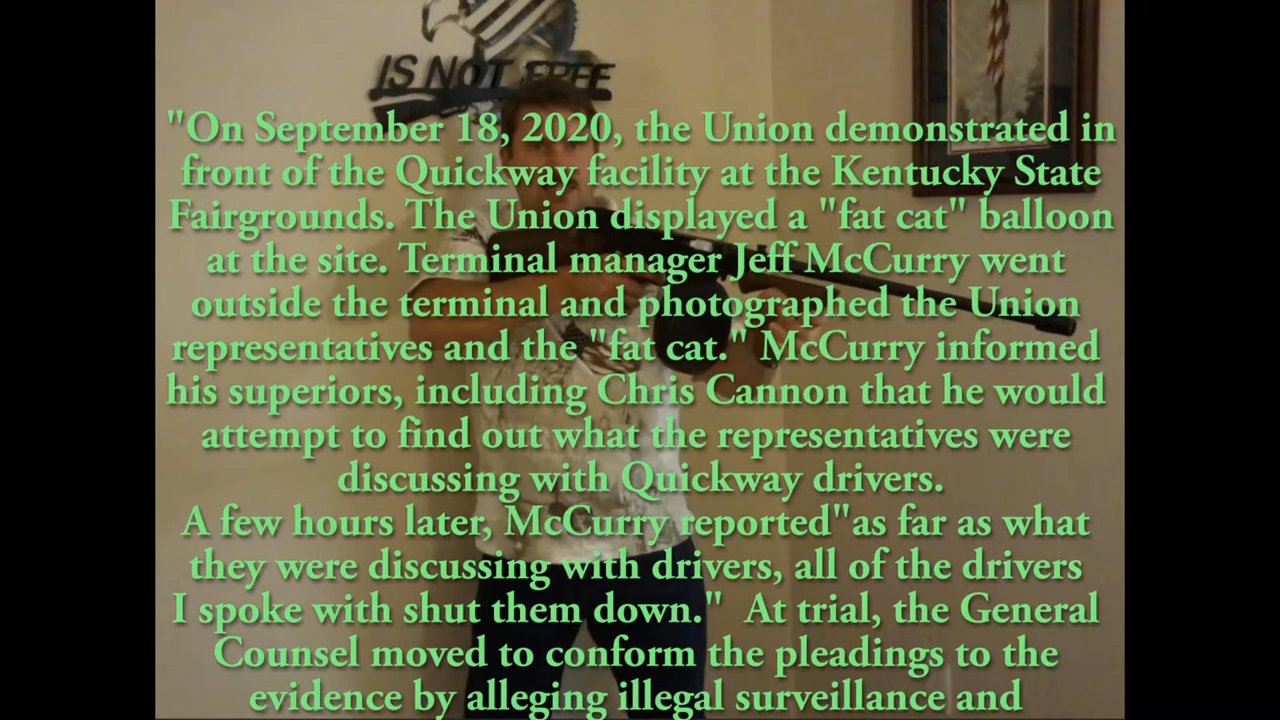 IS NOT FREE
"On September 18, 2020, the Union demonstrated in
front of the Quickway facility at the Kentucky State
Fairgrounds. The Union displayed a "fat cat" balloon
at the site. Terminal manager Jeff McCurry went
outside the terminal and photographed the Union
representatives and the "fat cat." McCurry informed
his superiors, including Chris Cannon that he would
attempt to find out what the representatives were
discussing with Quickway drivers.
A few hours later, McCurry reported"as far as what
they were discussing with drivers, all of the drivers
I spoke with shut them down." At trial, the General
Counsel moved to conform the pleadings to the
evidence by alleging illegal surveillance and